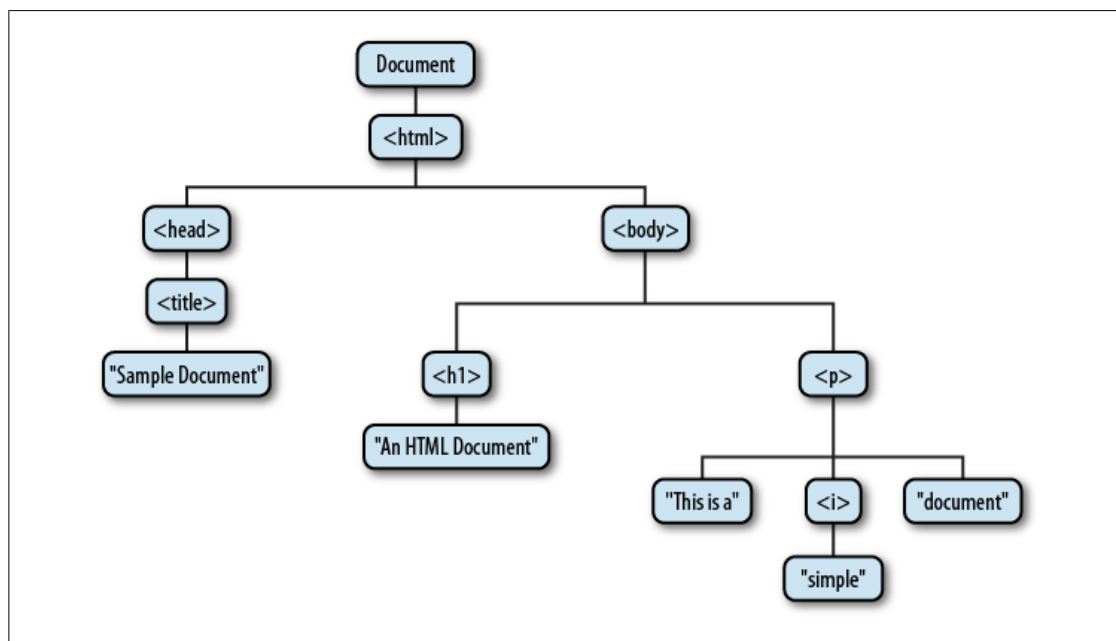 Document
<html>
<head>
<body>
<title>
"Sample Document"
<h1>
<p>
"An HTML Document"
"This is a"
<i>
"document"
"simple"